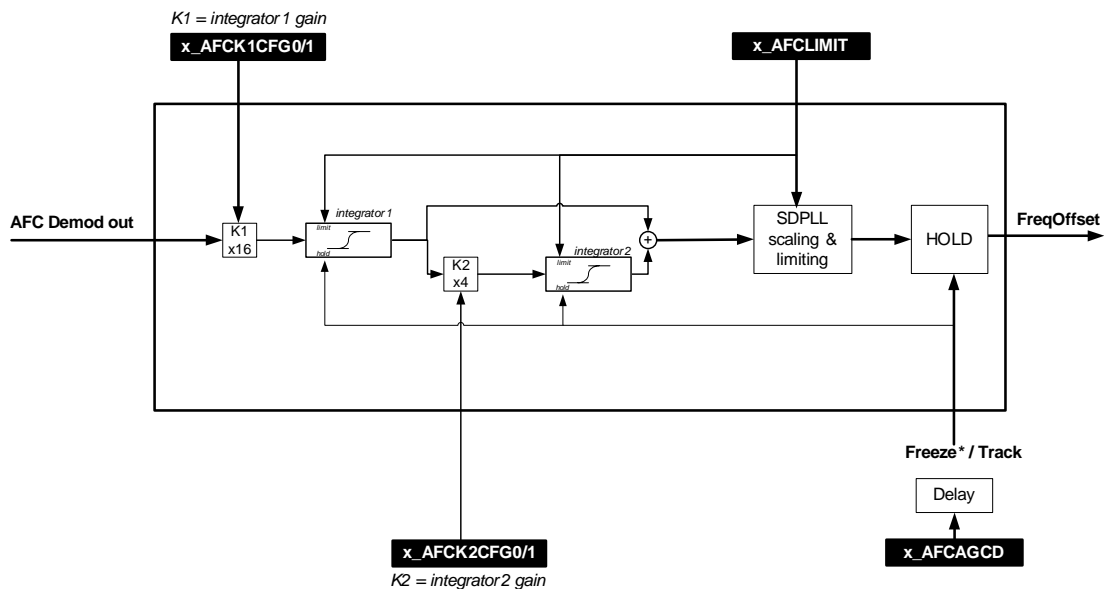 K1 = integrator 1 gain
x_AFCK1CFG0/1
x_AFCLIMIT
AFC Demod out
K1
x16
limit
integrator 1
hold
K2
x4
limit
integrator 2
hold
+
SDPLL
scaling &
limiting
HOLD
FreqOffset
Freeze* / Track
Delay
x_AFCAGCD
x_AFCK2CFG0/1
K2 = integrator 2 gain